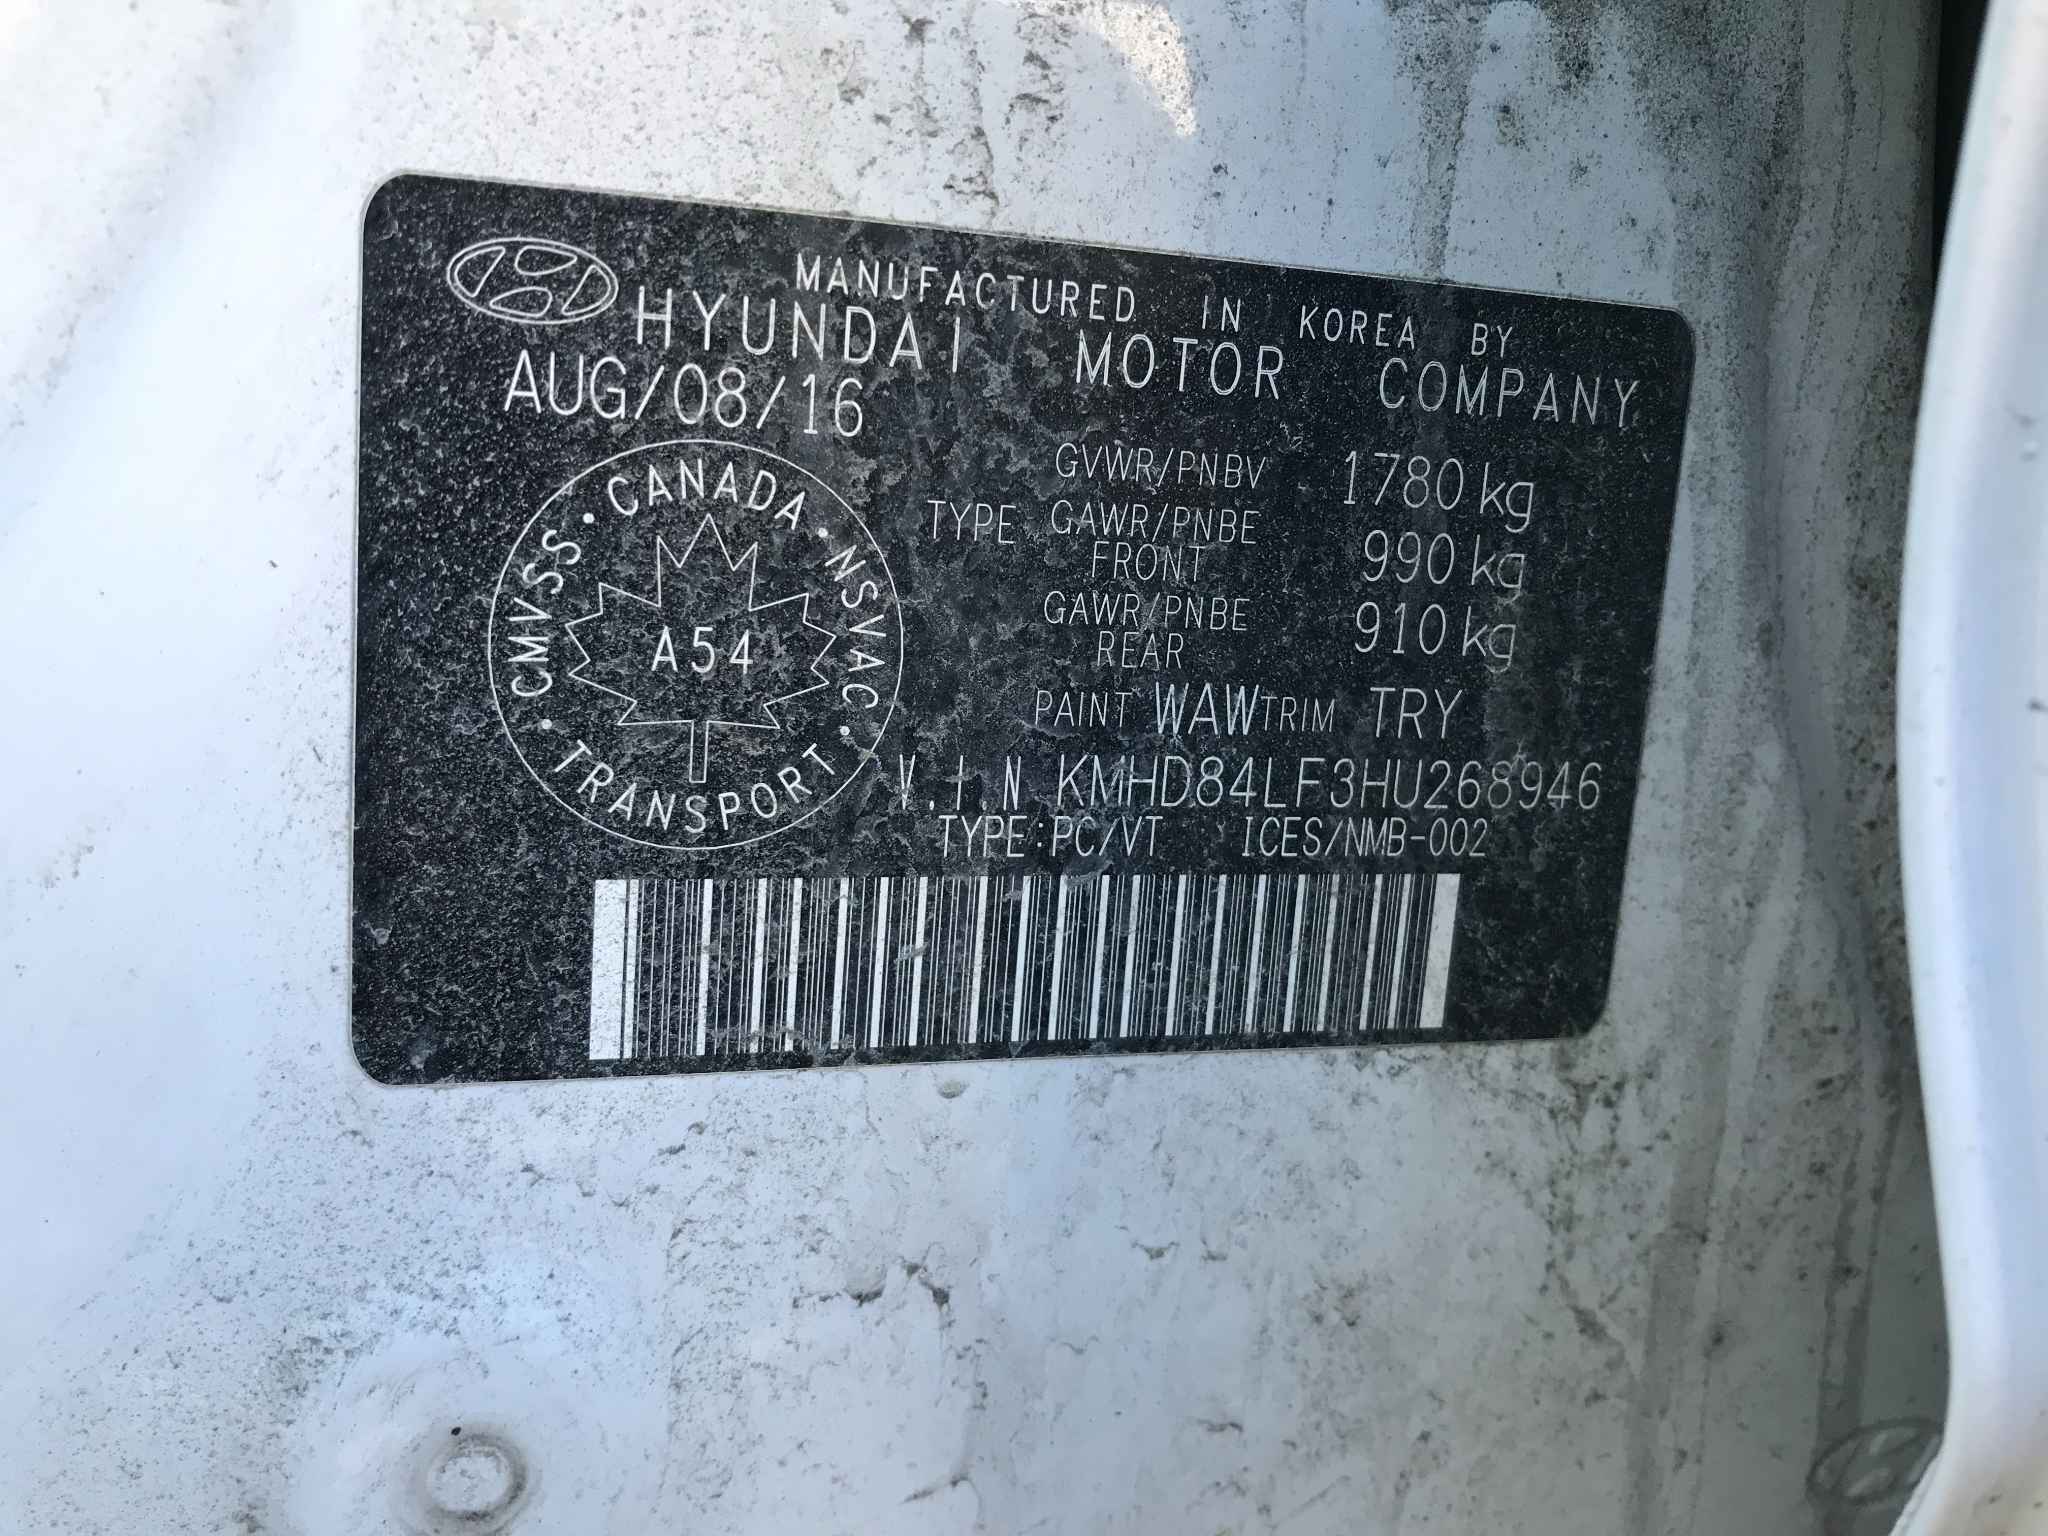 MANUFACTURED IN KOREA BY
HYUNDAI MOTOR COMPANY
AUG/08/16
CMVSS · CANADA · NSVAC · TRANSPORT ·
A54
GVWR/PNBV 1780 kg
TYPE GAWR/PNBE FRONT 990 kg
GAWR/PNBE REAR 910 kg
PAINT WAW TRIM TRY
V.I.N KMHD84LF3HU268946
TYPE:PC/VT ICES/NMB-002